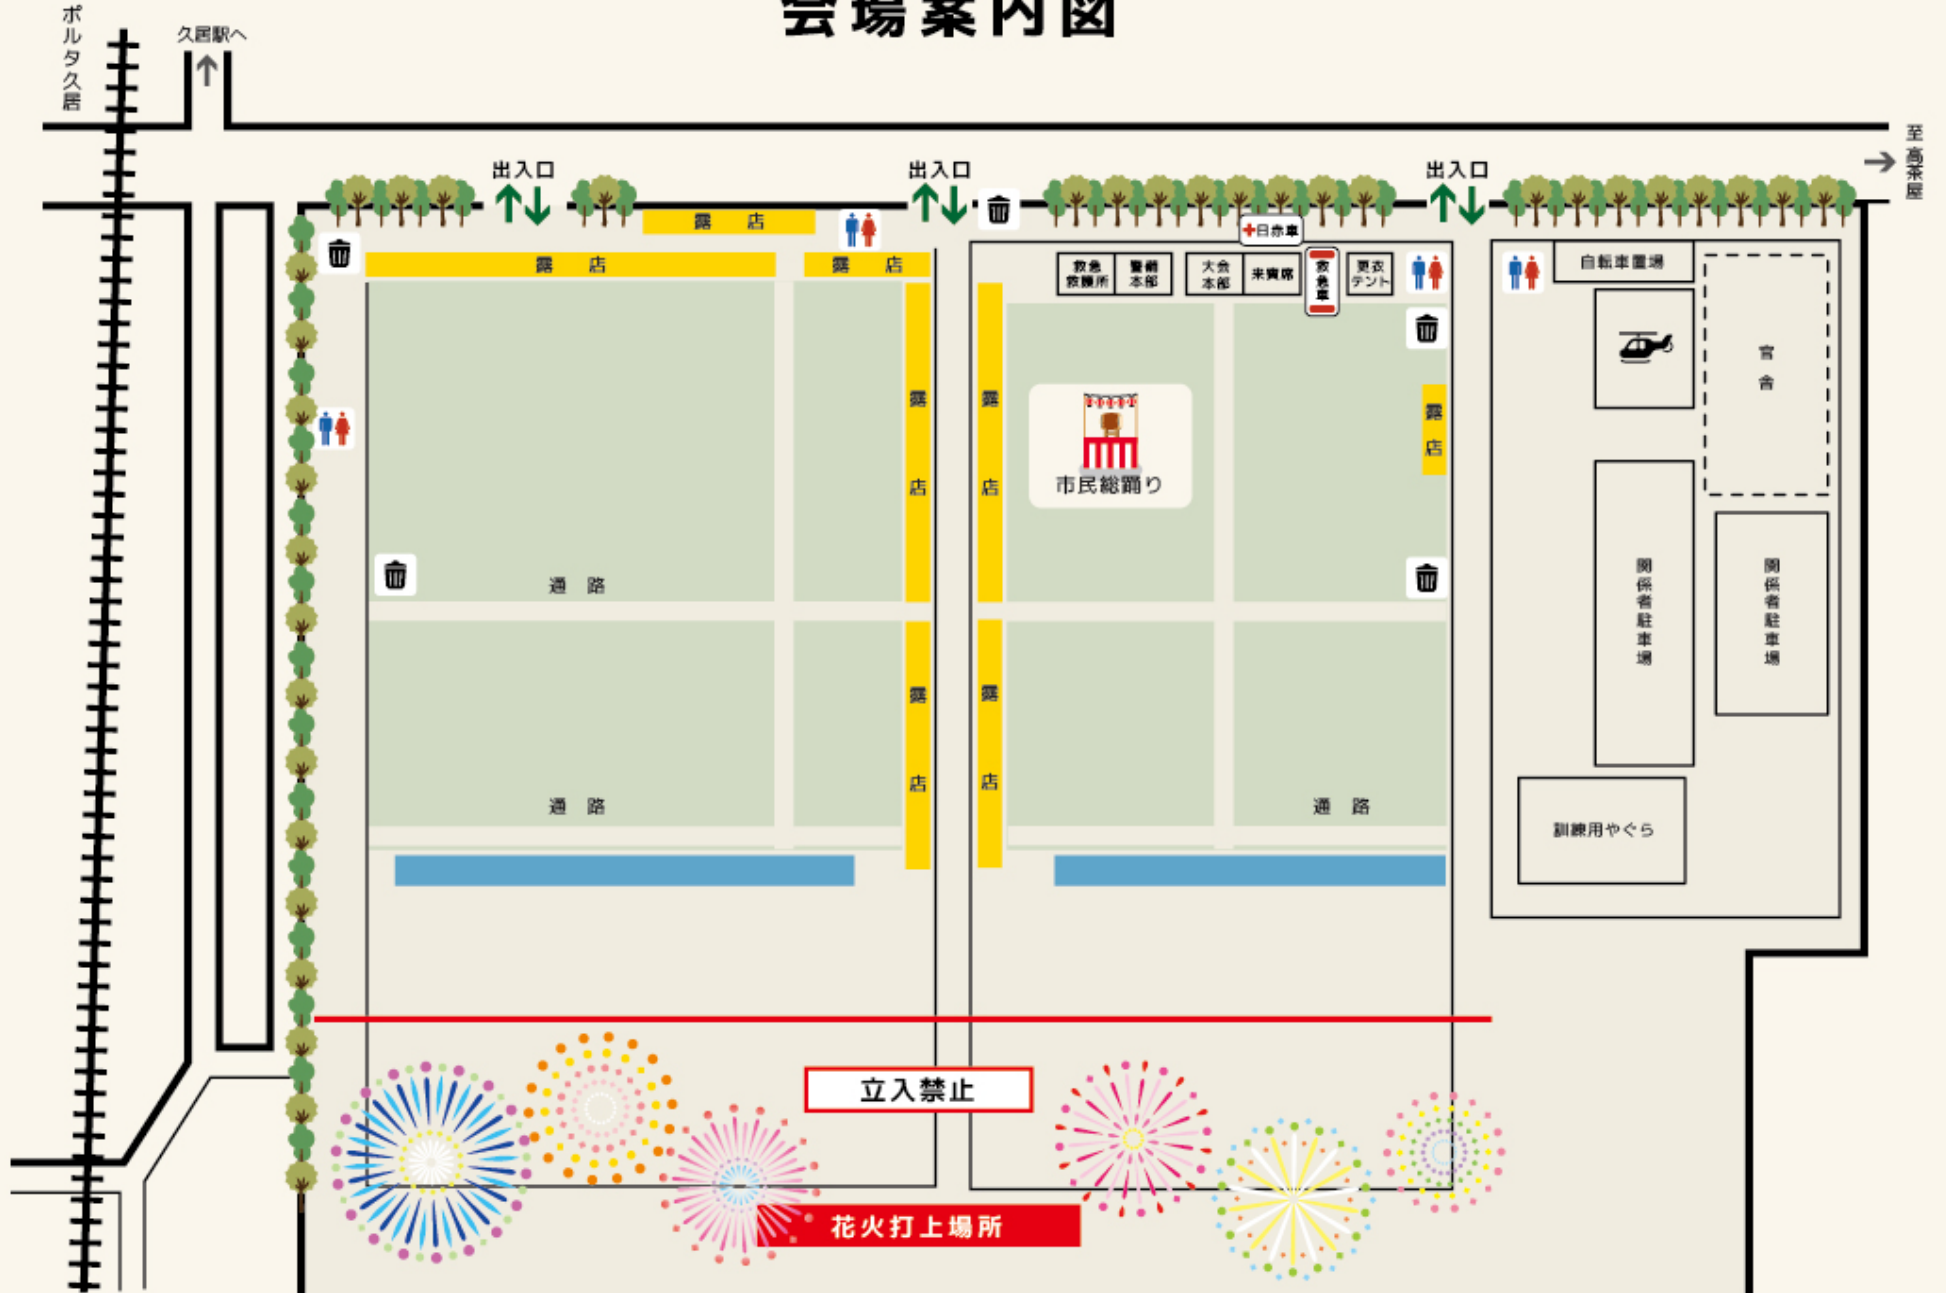 会場案内図
ポルタ久居
久居駅へ
至 高茶屋
出入口
出入口
出入口
露 店
露 店
露 店
日赤車
救急
救護所
警備
本部
大会
本部
来賓席
救急車
更衣
テント
自転車置場
官舎
露店
露店
露店
市民総踊り
通 路
関係者駐車場
関係者駐車場
露店
露店
通 路
通 路
訓練用やぐら
立入禁止
花火打上場所